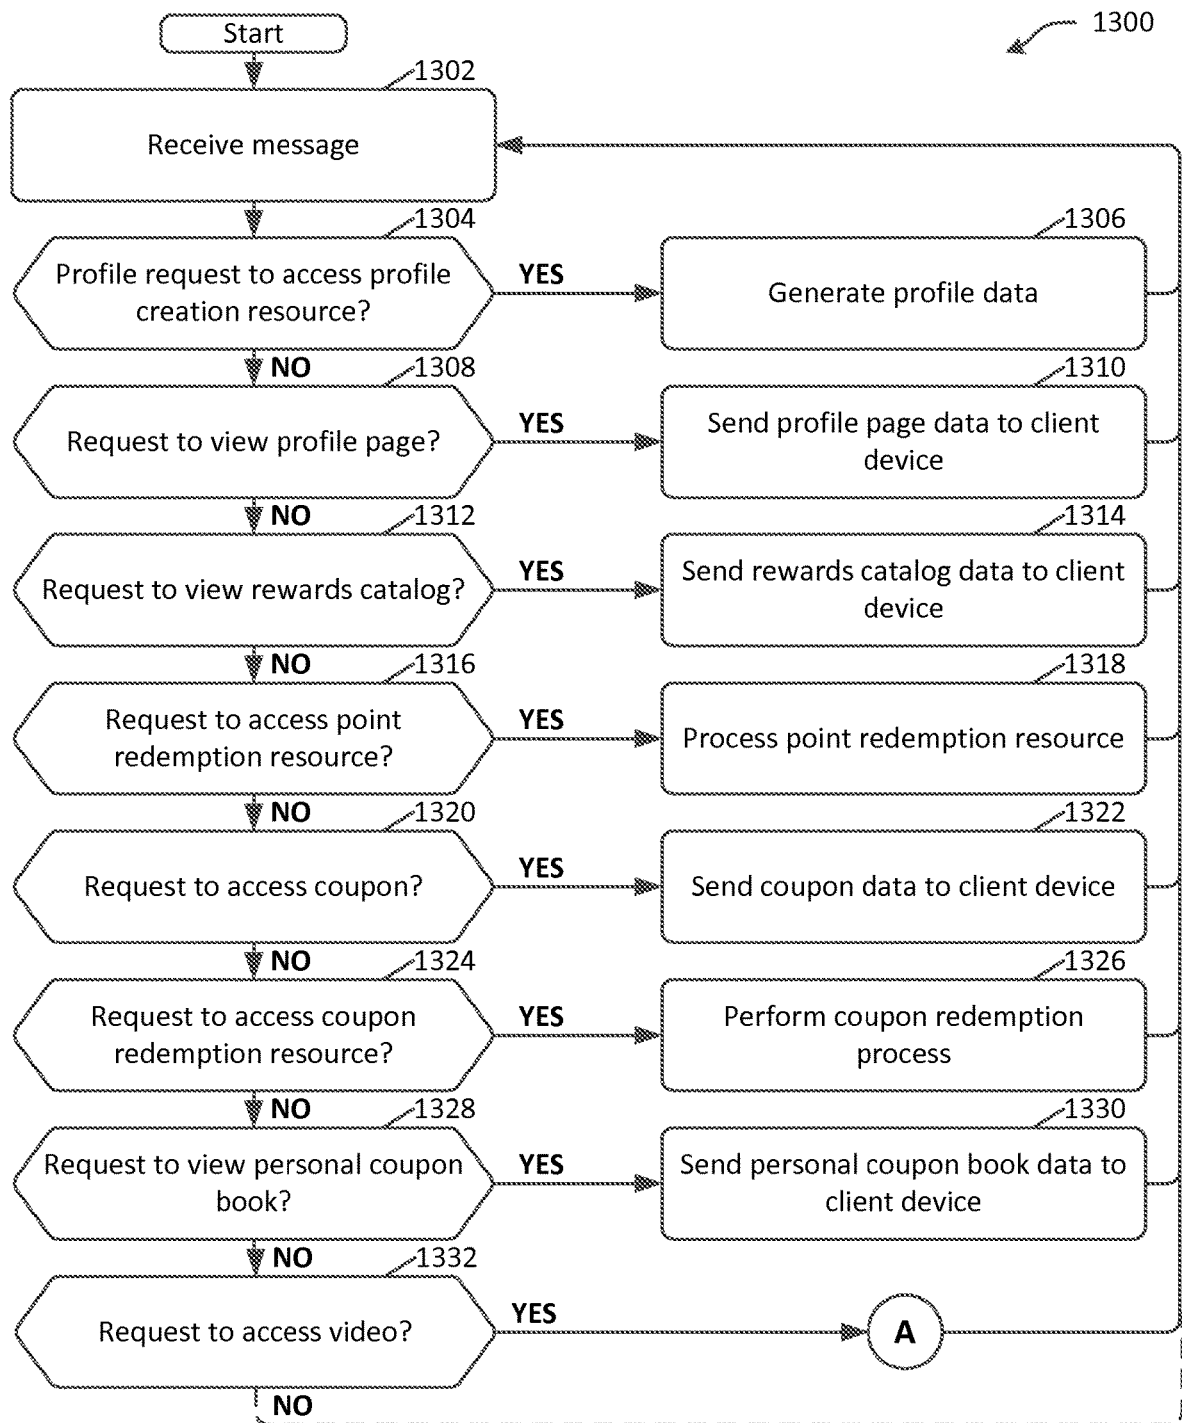 Start
1300
1302
Receive message
1304
Profile request to access profile
creation resource?
YES
1306
Generate profile data
NO
1308
Request to view profile page?
YES
1310
Send profile page data to client
device
NO
1312
Request to view rewards catalog?
YES
1314
Send rewards catalog data to client
device
NO
1316
Request to access point
redemption resource?
YES
1318
Process point redemption resource
NO
1320
Request to access coupon?
YES
1322
Send coupon data to client device
NO
1324
Request to access coupon
redemption resource?
YES
1326
Perform coupon redemption
process
NO
1328
Request to view personal coupon
book?
YES
1330
Send personal coupon book data to
client device
NO
1332
Request to access video?
YES
A
NO